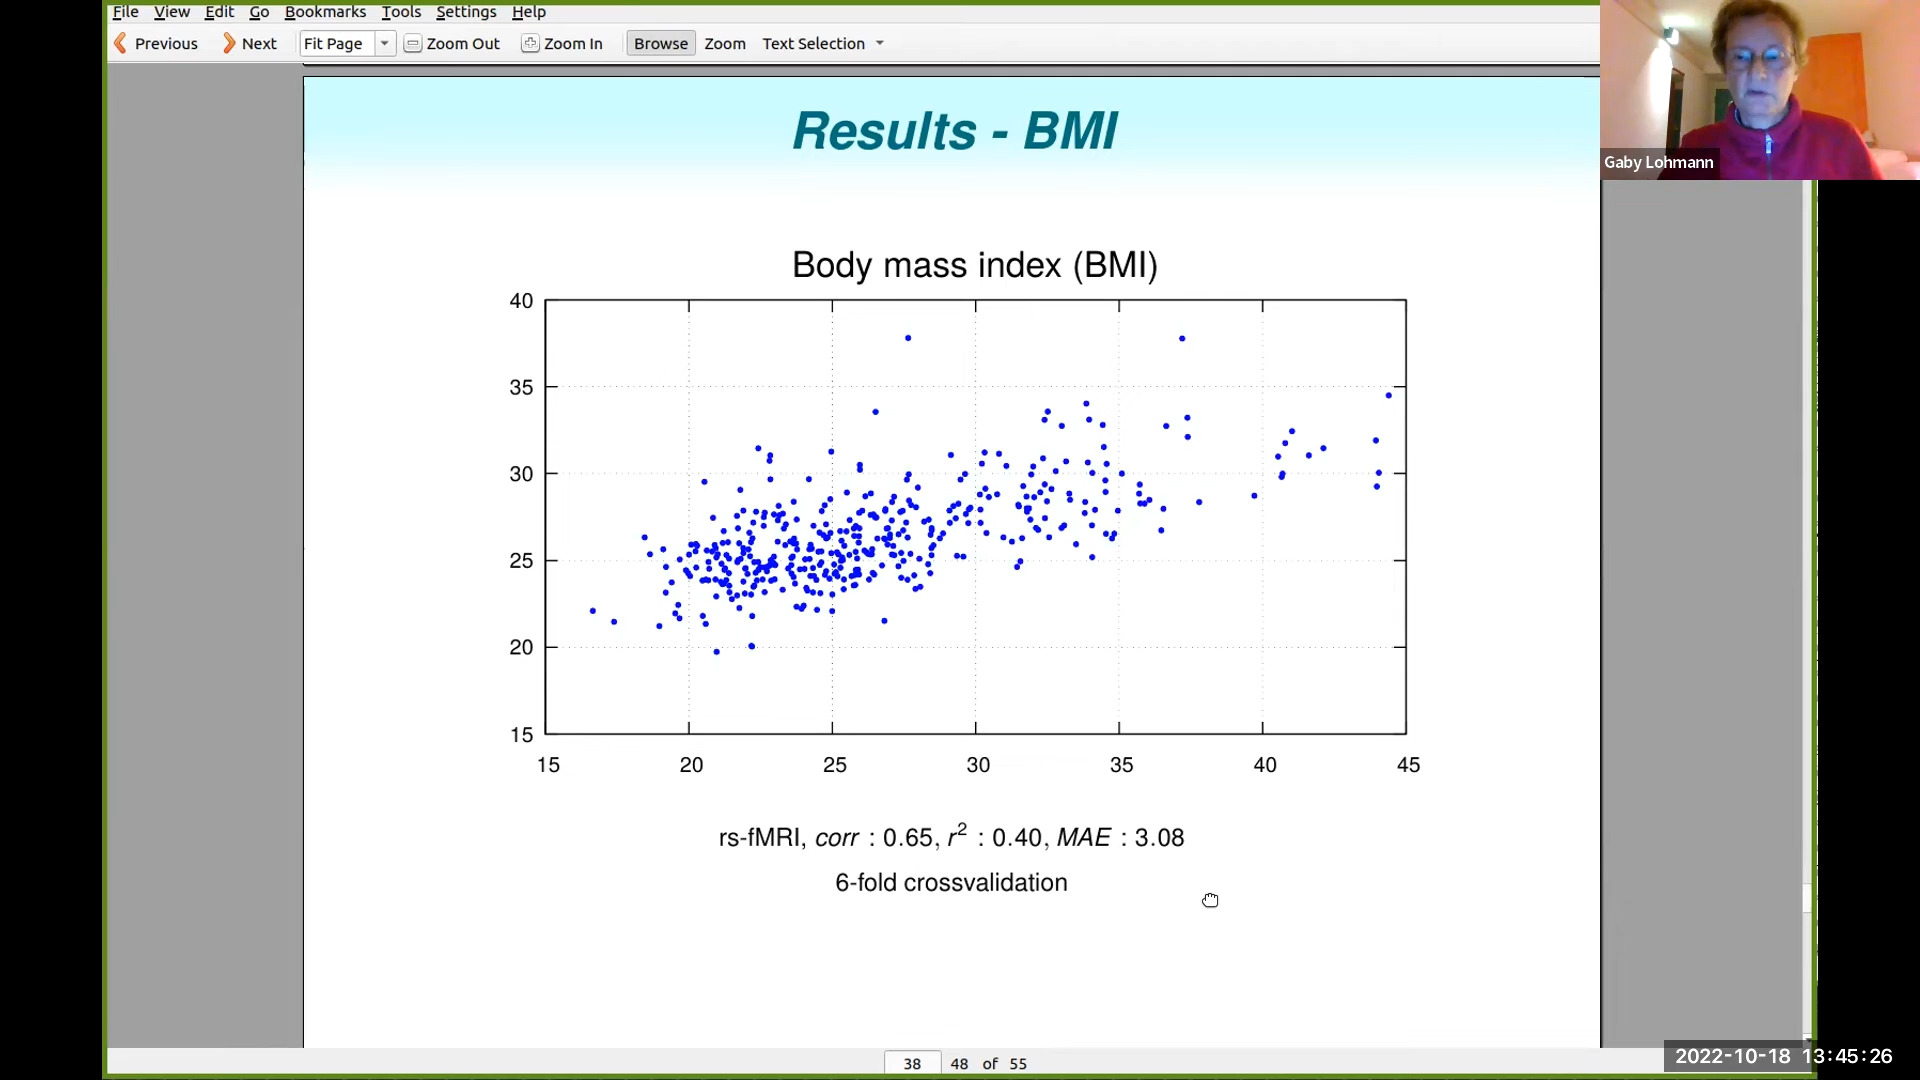 File View Edit Go Bookmarks Tools Settings Help
Previous Next Fit Page Zoom Out Zoom In Browse Zoom Text Selection
Gaby Lohmann
Results - BMI
Body mass index (BMI)
40
35
30
25
20
15
15 20 25 30 35 40 45
rs-fMRI, corr : 0.65, r² : 0.40, MAE : 3.08
6-fold crossvalidation
38 48 of 55
2022-10-18 13:45:26